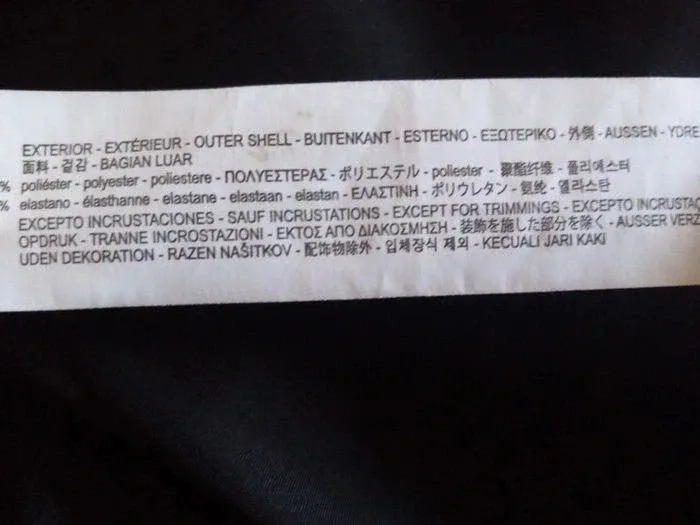 EXTERIOR - EXTÉRIEUR - OUTER SHELL - BUITENKANT - ESTERNO - ΕΞΩΤΕΡΙΚΟ - 外側 - AUSSEN - YDRE
面料 - 겉감 - BAGIAN LUAR
% poliéster - polyester - poliestere - ΠΟΛΥΕΣΤΕΡΑΣ - ポリエステル - poliester - 聚酯纤维 - 폴리에스터
% elastano - élasthanne - elastane - elastaan - elastan - ΕΛΑΣΤΙΝΗ - ポリウレタン - 氨纶 - 엘라스탄
EXCEPTO INCRUSTACIONES - SAUF INCRUSTATIONS - EXCEPT FOR TRIMMINGS - EXCEPTO INCRUSTAÇ
OPDRUK - TRANNE INCROSTAZIONI - ΕΚΤΟΣ ΑΠΟ ΔΙΑΚΟΣΜΗΣΗ - 装飾を施した部分を除く - AUSSER VERZ
UDEN DEKORATION - RAZEN NAŠITKOV - 配饰物除外 - 입체장식 제외 - KECUALI JARI KAKI